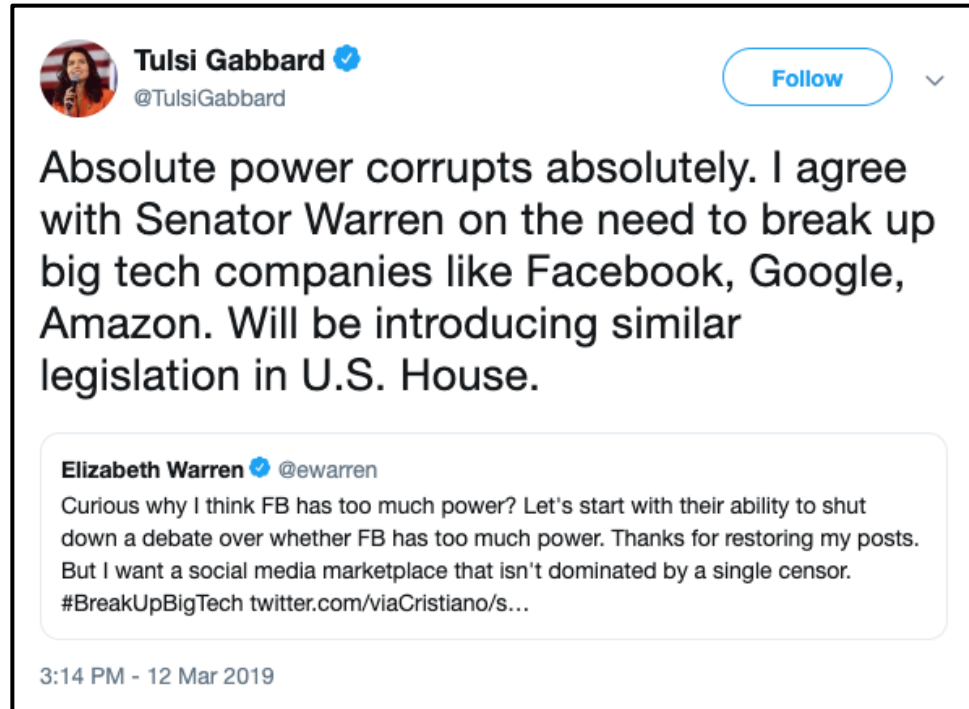 Tulsi Gabbard
@TulsiGabbard
Follow
Absolute power corrupts absolutely. I agree
with Senator Warren on the need to break up
big tech companies like Facebook, Google,
Amazon. Will be introducing similar
legislation in U.S. House.
Elizabeth Warren @ewarren
Curious why I think FB has too much power? Let's start with their ability to shut
down a debate over whether FB has too much power. Thanks for restoring my posts.
But I want a social media marketplace that isn't dominated by a single censor.
#BreakUpBigTech twitter.com/viaCristiano/s...
3:14 PM - 12 Mar 2019